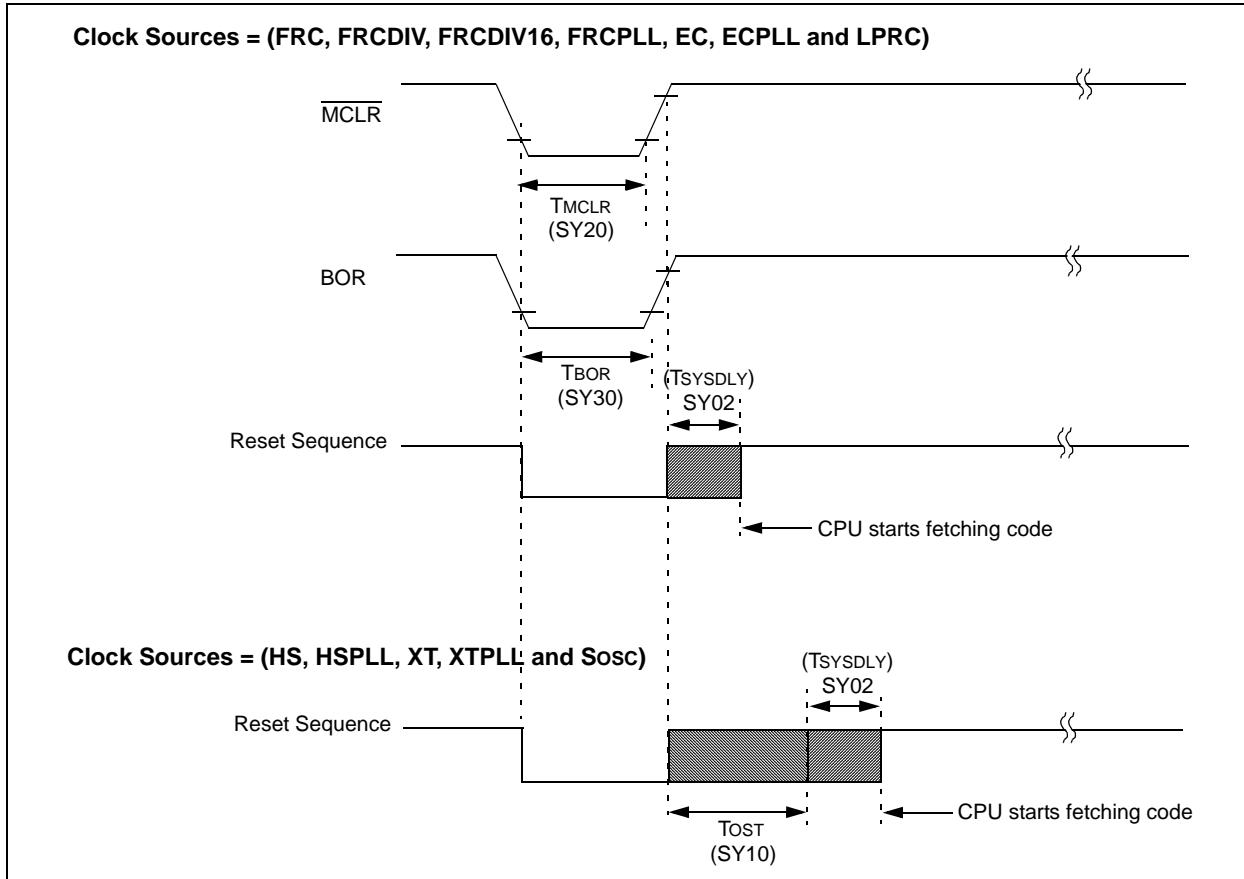 Clock Sources = (FRC, FRCDIV, FRCDIV16, FRCPLL, EC, ECPLL and LPRC)
MCLR
TMCLR
(SY20)
BOR
TBOR
(SY30)
(TSYSDLY)
SY02
Reset Sequence
CPU starts fetching code
Clock Sources = (HS, HSPLL, XT, XTPLL and SOSC)
(TSYSDLY)
SY02
Reset Sequence
CPU starts fetching code
TOST
(SY10)